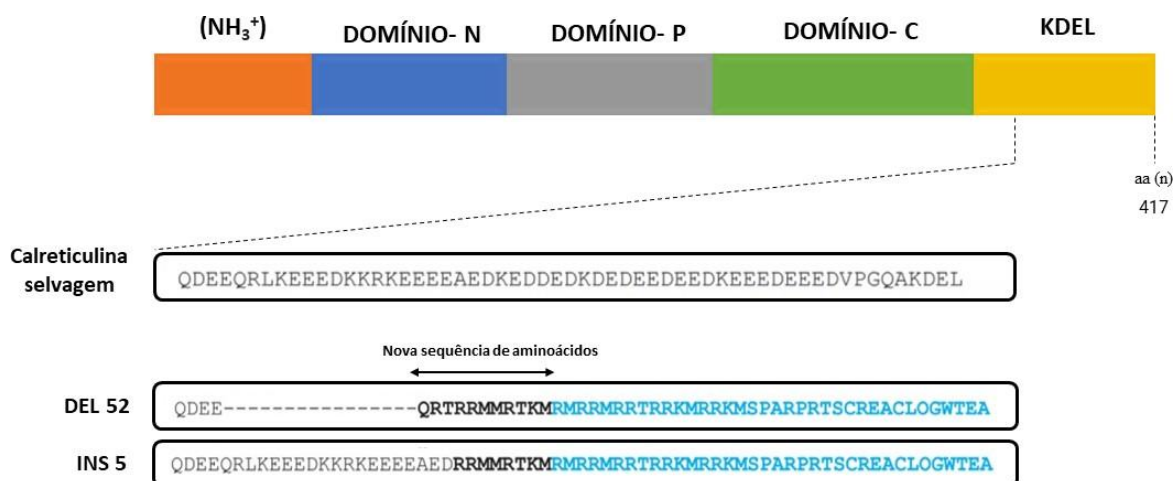 (NH₃⁺) DOMÍNIO- N DOMÍNIO- P DOMÍNIO- C KDEL
aa (n)
417
Calreticulina
selvagem
QDEEQRLKEEEDKKRKEEEEAEDKEDDEDKDEDEEDEEDKEEEDEEEDVPGQAKDEL
Nova sequência de aminoácidos
DEL 52 QDEE-----------------QRTRRMMRTKMRMRRMRRTRRKMRRKMSPARPRTSCREACLOGWTEA
INS 5 QDEEQRLKEEEDKKRKEEEEAEDRRMMRTKMRMRRMRRTRRKMRRKMSPARPRTSCREACLOGWTEA